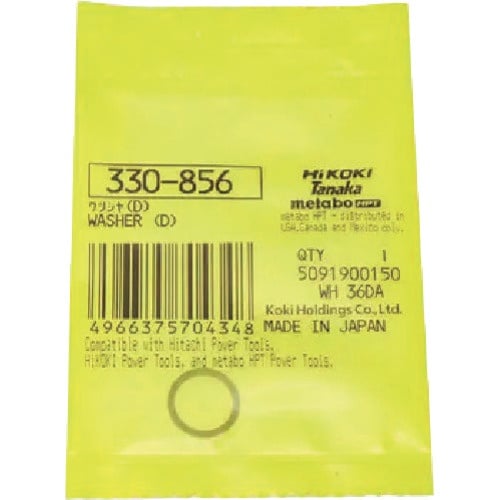 330-856
ワツシヤ(D)
WASHER (D)
4966375704348
HiKOKI
Tanaka
metabo HPT
metabo HPT - distributed in
USA,Canada and Mexico only.
QTY 1
5091900150
WH 36DA
Koki Holdings Co.,Ltd.
MADE IN JAPAN
Compatible with Hitachi Power Tools,
HiKOKI Power Tools, and metabo HPT Power Tools.